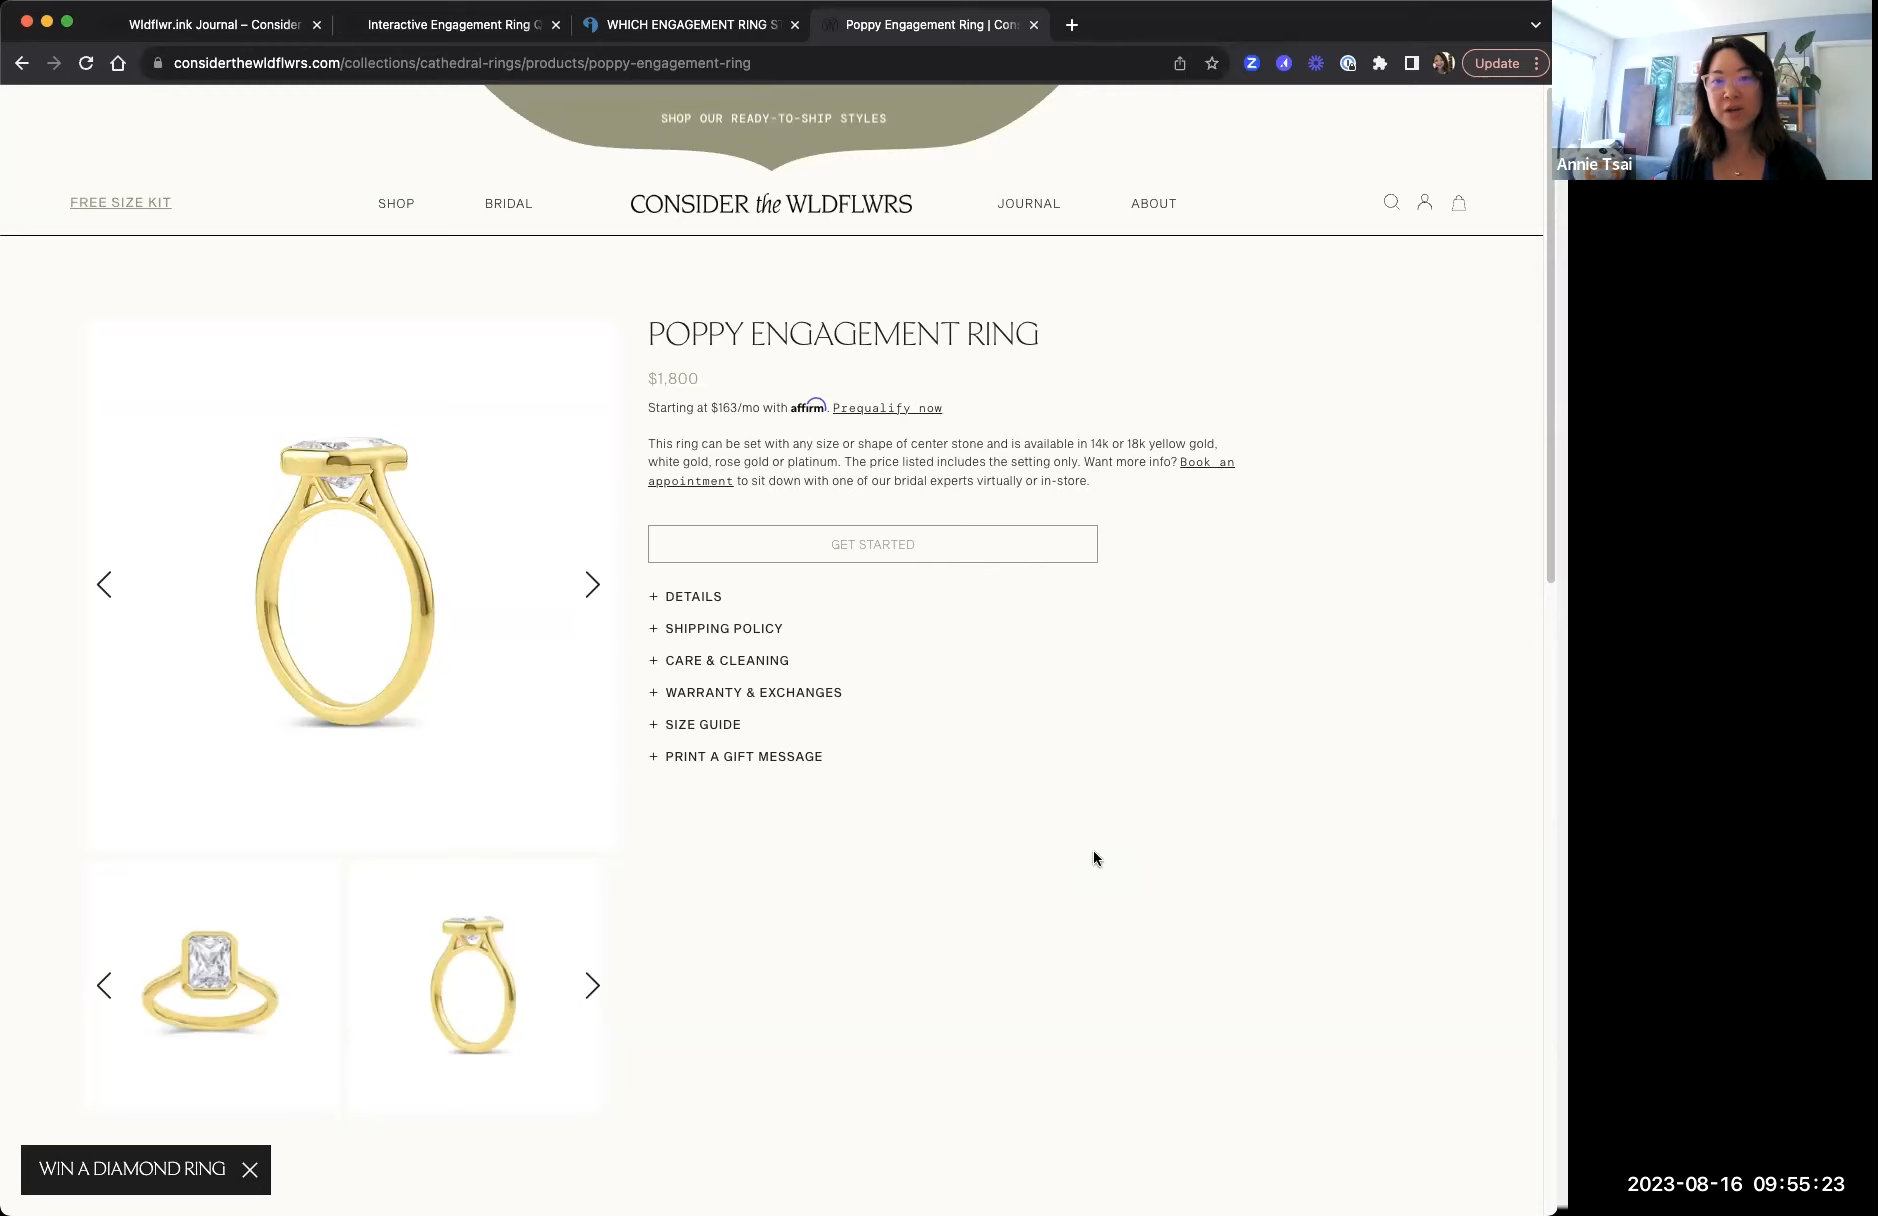 Wldflwr.ink Journal – Consider
Interactive Engagement Ring Q
WHICH ENGAGEMENT RING S
Poppy Engagement Ring | Con
considerthewldflwrs.com/collections/cathedral-rings/products/poppy-engagement-ring
Update
Annie Tsai
SHOP OUR READY-TO-SHIP STYLES
FREE SIZE KIT
SHOP
BRIDAL
CONSIDER the WLDFLWRS
JOURNAL
ABOUT
POPPY ENGAGEMENT RING
$1,800
Starting at $163/mo with affirm. Prequalify now
This ring can be set with any size or shape of center stone and is available in 14k or 18k yellow gold,
white gold, rose gold or platinum. The price listed includes the setting only. Want more info? Book an
appointment to sit down with one of our bridal experts virtually or in-store.
GET STARTED
+ DETAILS
+ SHIPPING POLICY
+ CARE & CLEANING
+ WARRANTY & EXCHANGES
+ SIZE GUIDE
+ PRINT A GIFT MESSAGE
WIN A DIAMOND RING
2023-08-16 09:55:23